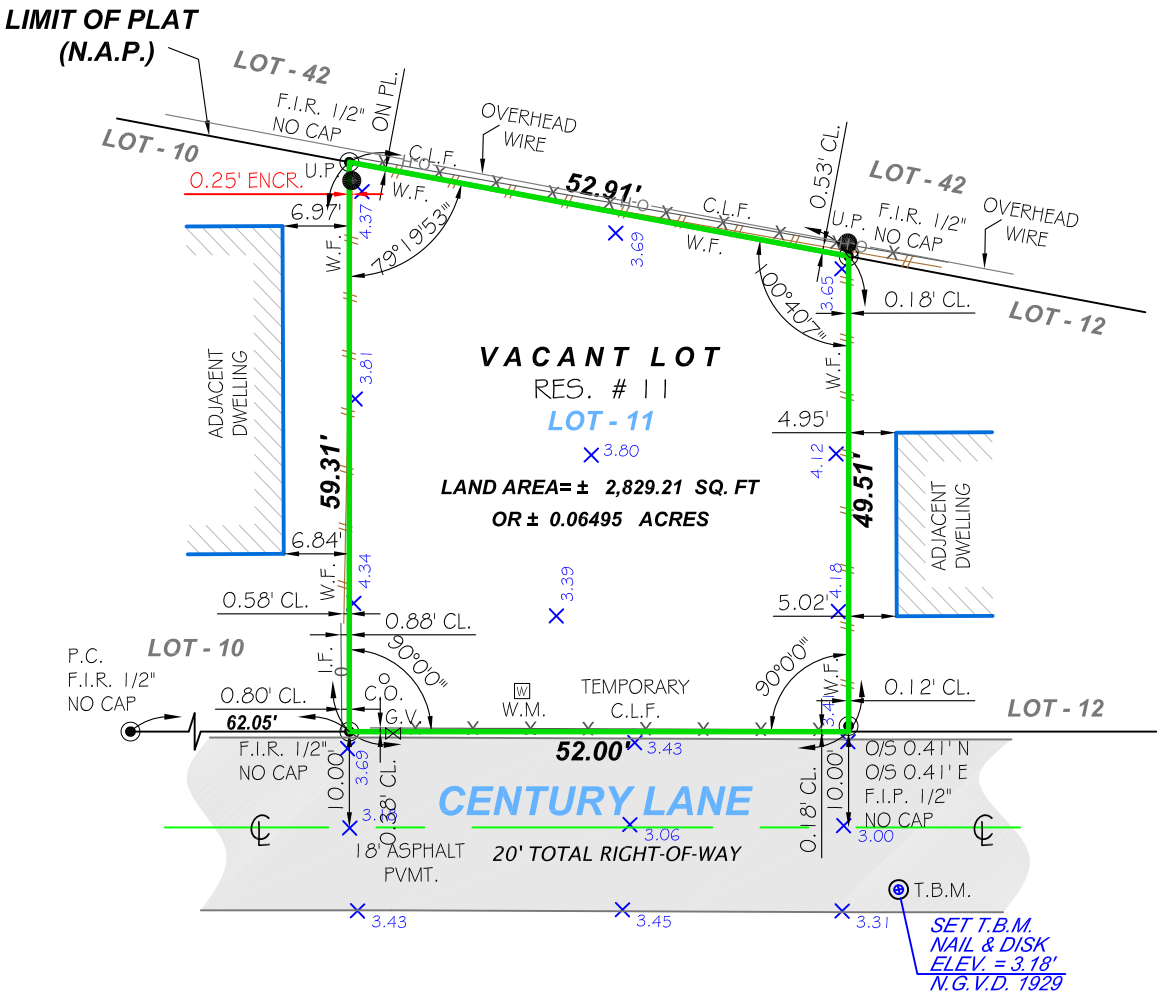 LIMIT OF PLAT
(N.A.P.)
LOT - 42
F.I.R. 1/2"
NO CAP
ON PL.
OVERHEAD
WIRE
LOT - 10
U.P.
C.L.F.
W.F.
0.25' ENCR.
52.91'
C.L.F.
W.F.
0.53' CL.
LOT - 42
U.P.
F.I.R. 1/2"
NO CAP
OVERHEAD
WIRE
6.97'
W.F.
4.37
79°19'53"
3.69
3.65
100°40'7"
0.18' CL.
LOT - 12
ADJACENT
DWELLING
3.81
VACANT LOT
RES. # 11
LOT - 11
3.80
W.F.
4.95'
4.12
59.31'
LAND AREA= ± 2,829.21 SQ. FT
OR ± 0.06495 ACRES
49.51'
ADJACENT
DWELLING
6.84'
W.F.
4.34
3.39
4.18
0.58' CL.
5.02'
0.88' CL.
LOT - 10
I.F.
90°0'0"
90°0'0"
W.F.
P.C.
F.I.R. 1/2"
NO CAP
0.80' CL.
C.O.
W
W.M.
TEMPORARY
C.L.F.
3.41
0.12' CL.
LOT - 12
62.05'
G.V.
F.I.R. 1/2"
NO CAP
3.69
52.00'
3.43
O/S 0.41' N
O/S 0.41' E
F.I.P. 1/2"
NO CAP
10.00'
0.38' CL.
CENTURY LANE
0.18' CL.
10.00'
3.06
3.00
18' ASPHALT
PVMT.
20' TOTAL RIGHT-OF-WAY
T.B.M.
3.43
3.45
3.31
SET T.B.M.
NAIL & DISK
ELEV. = 3.18'
N.G.V.D. 1929